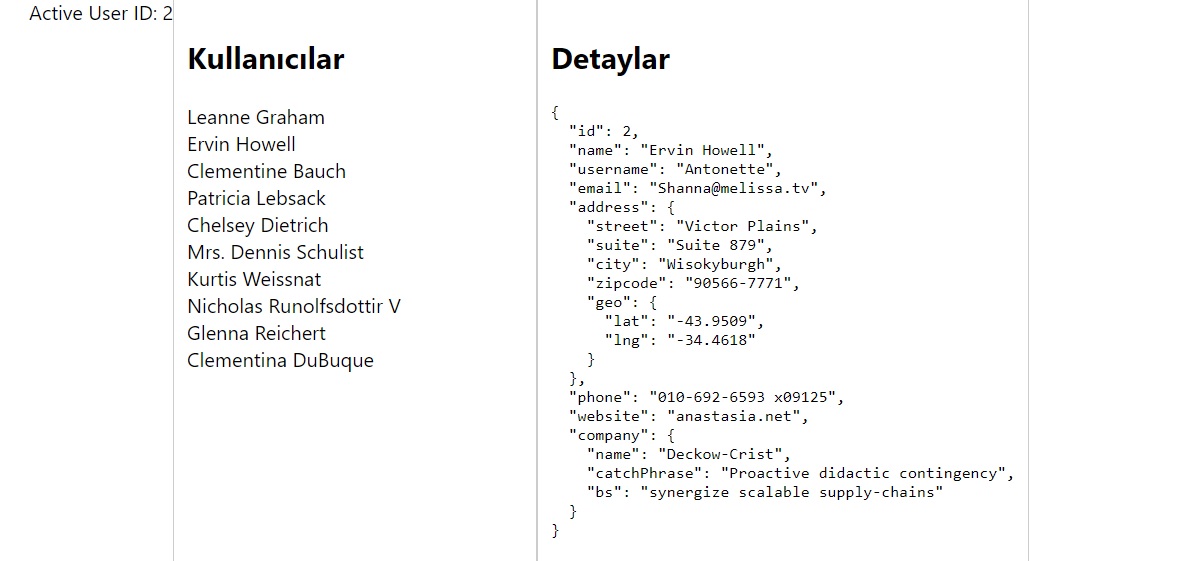 Active User ID: 2
Kullanıcılar
Leanne Graham
Ervin Howell
Clementine Bauch
Patricia Lebsack
Chelsey Dietrich
Mrs. Dennis Schulist
Kurtis Weissnat
Nicholas Runolfsdottir V
Glenna Reichert
Clementina DuBuque
Detaylar
{
  "id": 2,
  "name": "Ervin Howell",
  "username": "Antonette",
  "email": "Shanna@melissa.tv",
  "address": {
    "street": "Victor Plains",
    "suite": "Suite 879",
    "city": "Wisokyburgh",
    "zipcode": "90566-7771",
    "geo": {
      "lat": "-43.9509",
      "lng": "-34.4618"
    }
  },
  "phone": "010-692-6593 x09125",
  "website": "anastasia.net",
  "company": {
    "name": "Deckow-Crist",
    "catchPhrase": "Proactive didactic contingency",
    "bs": "synergize scalable supply-chains"
  }
}